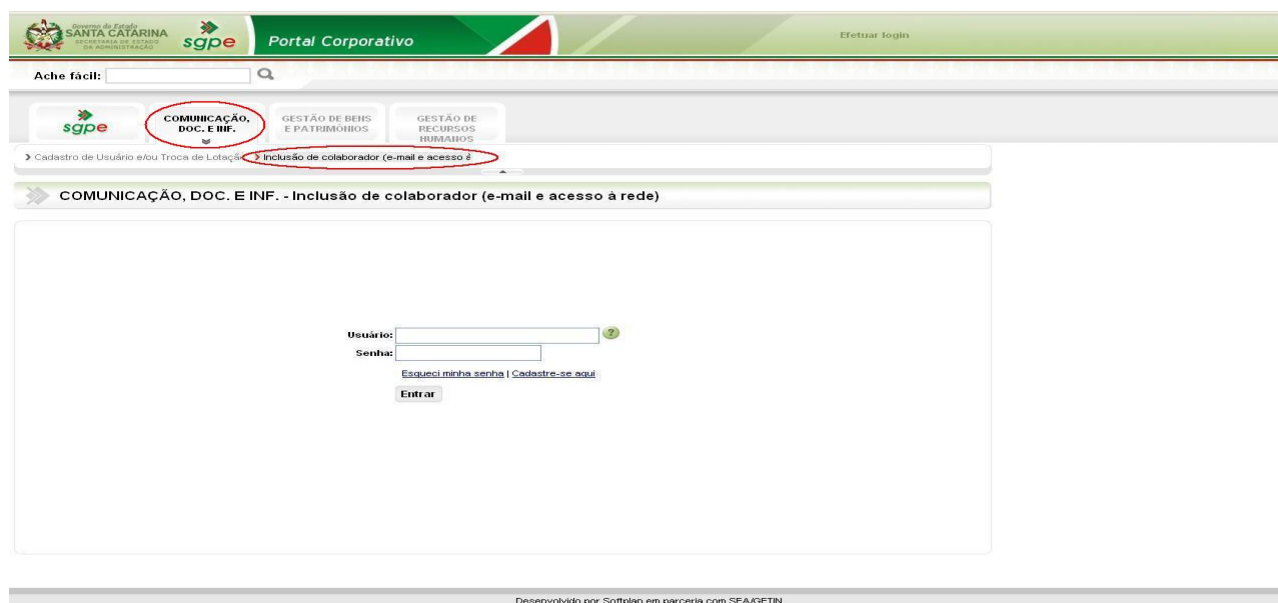 Governo do Estado
SANTA CATARINA
SECRETARIA DE ESTADO
DA ADMINISTRAÇÃO
sgpe
Portal Corporativo
Efetuar login
Ache fácil:
sgpe
COMUNICAÇÃO,
DOC. E INF.
GESTÃO DE BENS
E PATRIMÔNIOS
GESTÃO DE
RECURSOS
HUMANOS
Cadastro de Usuário e/ou Troca de Lotação
Inclusão de colaborador (e-mail e acesso à
COMUNICAÇÃO, DOC. E INF. - Inclusão de colaborador (e-mail e acesso à rede)
Usuário:
?
Senha:
Esqueci minha senha | Cadastre-se aqui
Entrar
Desenvolvido por Softplan em parceria com SEA/GETIN